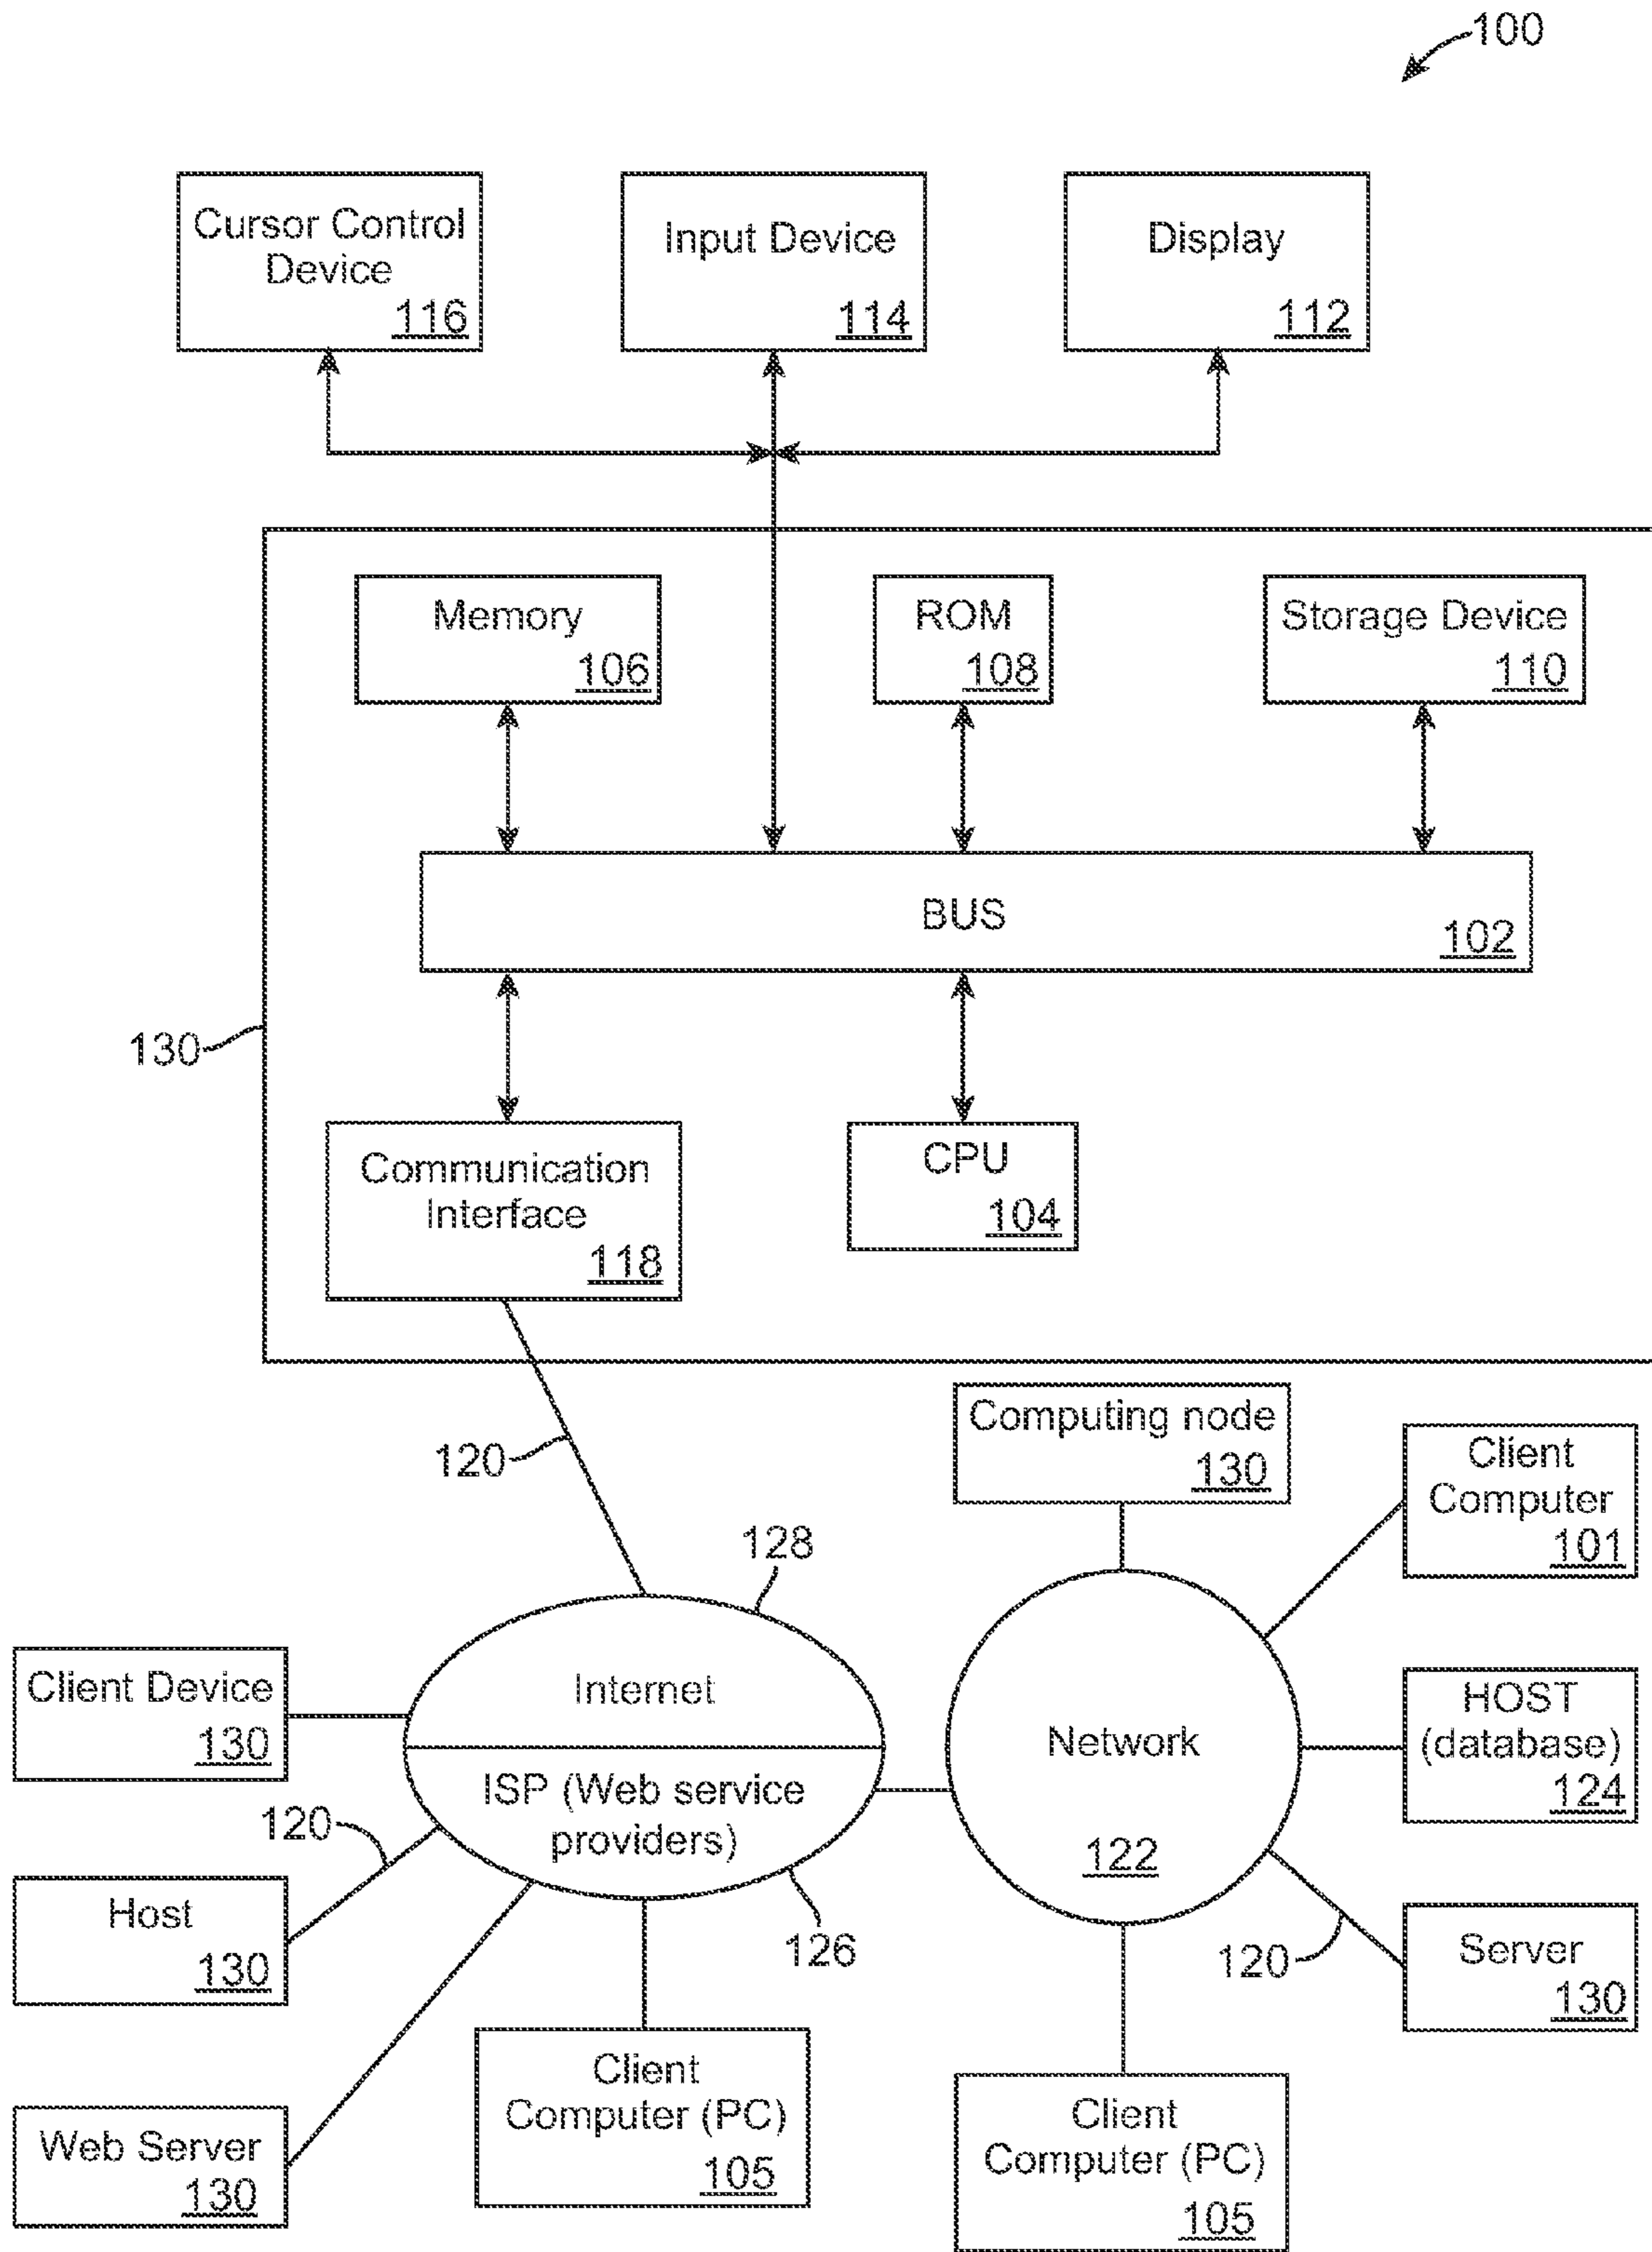 100
Cursor Control
Device
116
Input Device
114
Display
112
Memory
106
ROM
108
Storage Device
110
BUS
102
130
Communication
Interface
118
CPU
104
120
Computing node
130
Client
Computer
101
128
Client Device
130
Internet
ISP (Web service
providers)
126
Network
122
HOST
(database)
124
120
Host
130
120
Server
130
Web Server
130
Client
Computer (PC)
105
Client
Computer (PC)
105